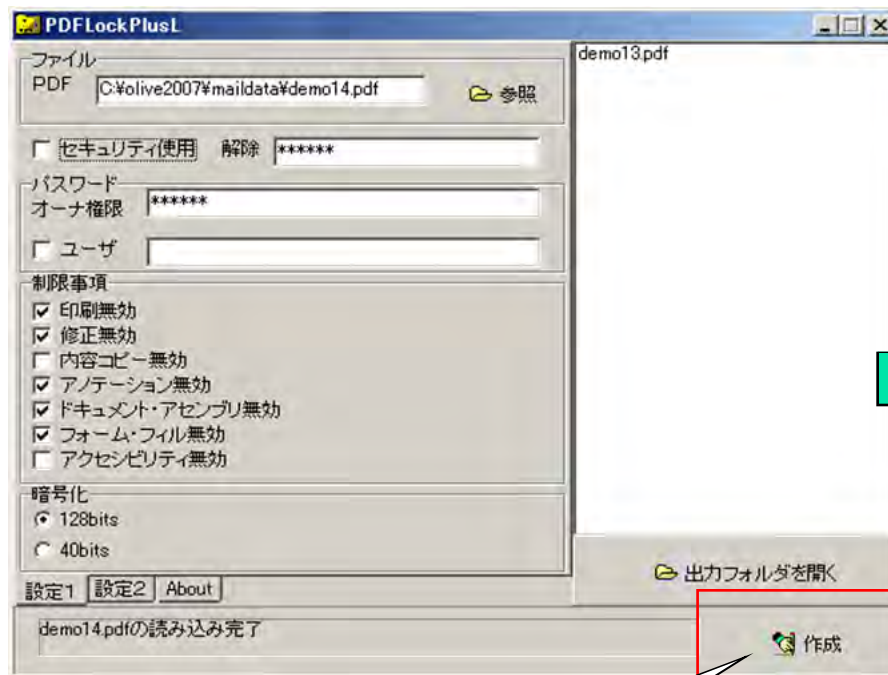 PDFLockPlusL
ファイル
PDF C:¥olive2007¥maildata¥demo14.pdf 参照
セキュリティ使用 解除 ******
パスワード
オーナ権限 ******
ユーザ
制限事項
印刷無効
修正無効
内容コピー無効
アノテーション無効
ドキュメント・アセンブリ無効
フォーム・フィル無効
アクセシビリティ無効
暗号化
128bits
40bits
設定1 設定2 About
demo14.pdfの読み込み完了
demo13.pdf
出力フォルダを開く
作成